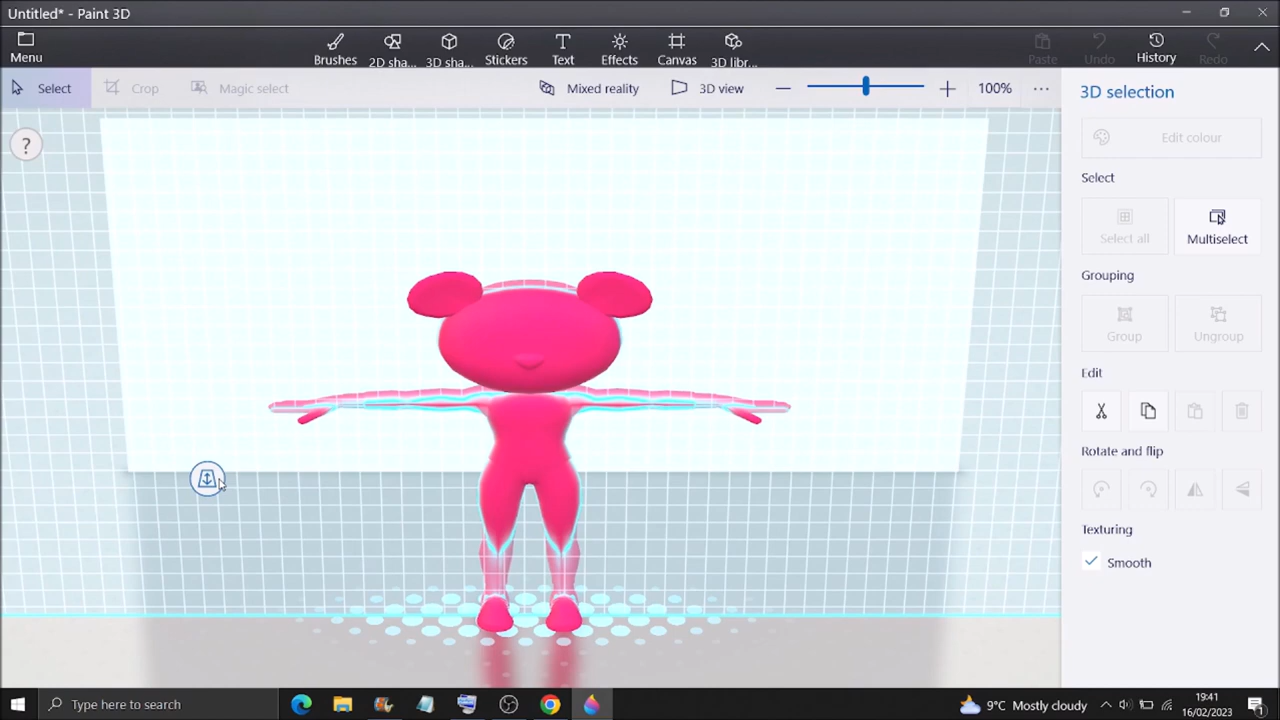 Untitled* - Paint 3D
Menu
Brushes
2D sha...
3D sha...
Stickers
Text
Effects
Canvas
3D libr...
Paste
Undo
History
Redo
Select
Crop
Magic select
Mixed reality
3D view
100%
?
3D selection
Edit colour
Select
Select all
Multiselect
Grouping
Group
Ungroup
Edit
Rotate and flip
Texturing
Smooth
Type here to search
9°C Mostly cloudy
19:41
16/02/2023
1